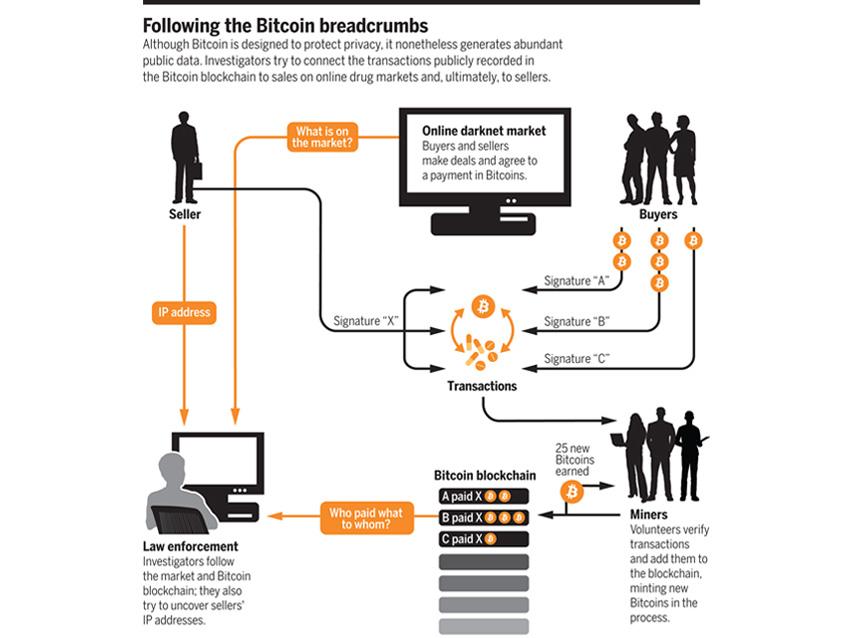 Following the Bitcoin breadcrumbs
Although Bitcoin is designed to protect privacy, it nonetheless generates abundant
public data. Investigators try to connect the transactions publicly recorded in
the Bitcoin blockchain to sales on online drug markets and, ultimately, to sellers.
What is on
the market?
Online darknet market
Buyers and sellers
make deals and agree to
a payment in Bitcoins.
Seller
Buyers
IP address
Signature “X”
Signature “A”
Signature “B”
Signature “C”
Transactions
25 new
Bitcoins
earned
Bitcoin blockchain
A paid X
B paid X
C paid X
Who paid what
to whom?
Law enforcement
Investigators follow
the market and Bitcoin
blockchain; they also
try to uncover sellers’
IP addresses.
Miners
Volunteers verify
transactions
and add them to
the blockchain,
minting new
Bitcoins in the
process.